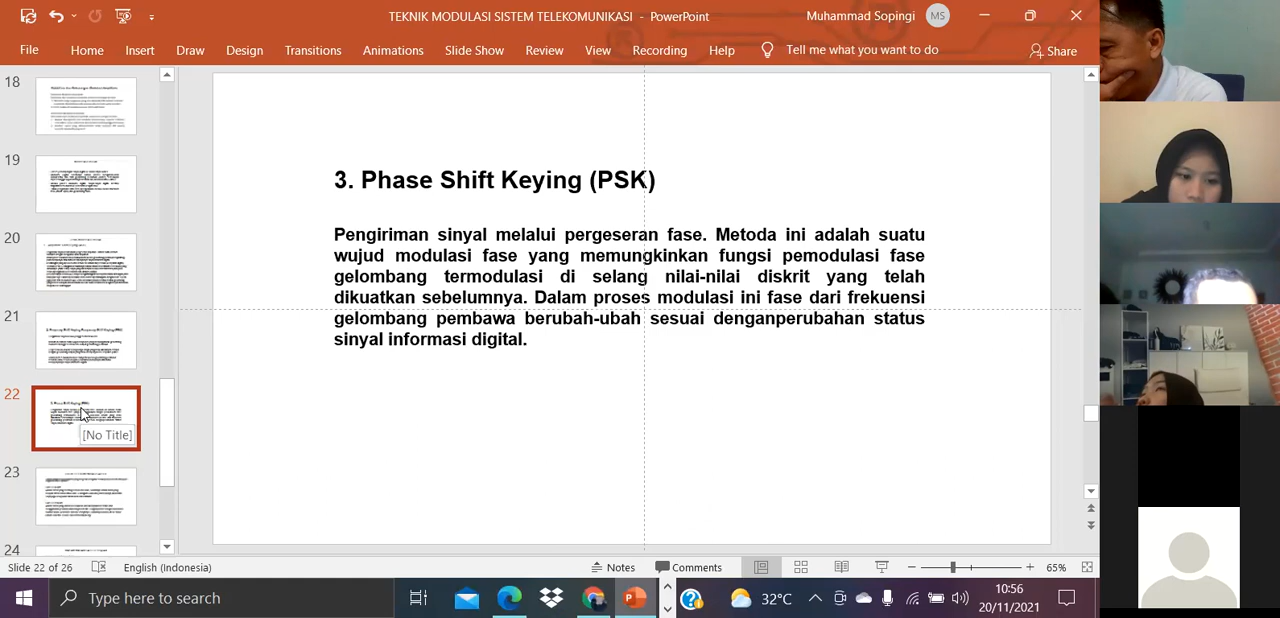 TEKNIK MODULASI SISTEM TELEKOMUNIKASI - PowerPoint
Muhammad Sopingi MS
File Home Insert Draw Design Transitions Animations Slide Show Review View Recording Help Tell me what you want to do Share
18
19
20
21
22
[No Title]
23
24
3. Phase Shift Keying (PSK)
Pengiriman sinyal melalui pergeseran fase. Metoda ini adalah suatu
wujud modulasi fase yang memungkinkan fungsi pemodulasi fase
gelombang termodulasi di selang nilai-nilai diskrit yang telah
dikuatkan sebelumnya. Dalam proses modulasi ini fase dari frekuensi
gelombang pembawa berubah-ubah sesuai denganperubahan status
sinyal informasi digital.
Slide 22 of 26 English (Indonesia) Notes Comments 65%
Type here to search
32°C
10:56
20/11/2021